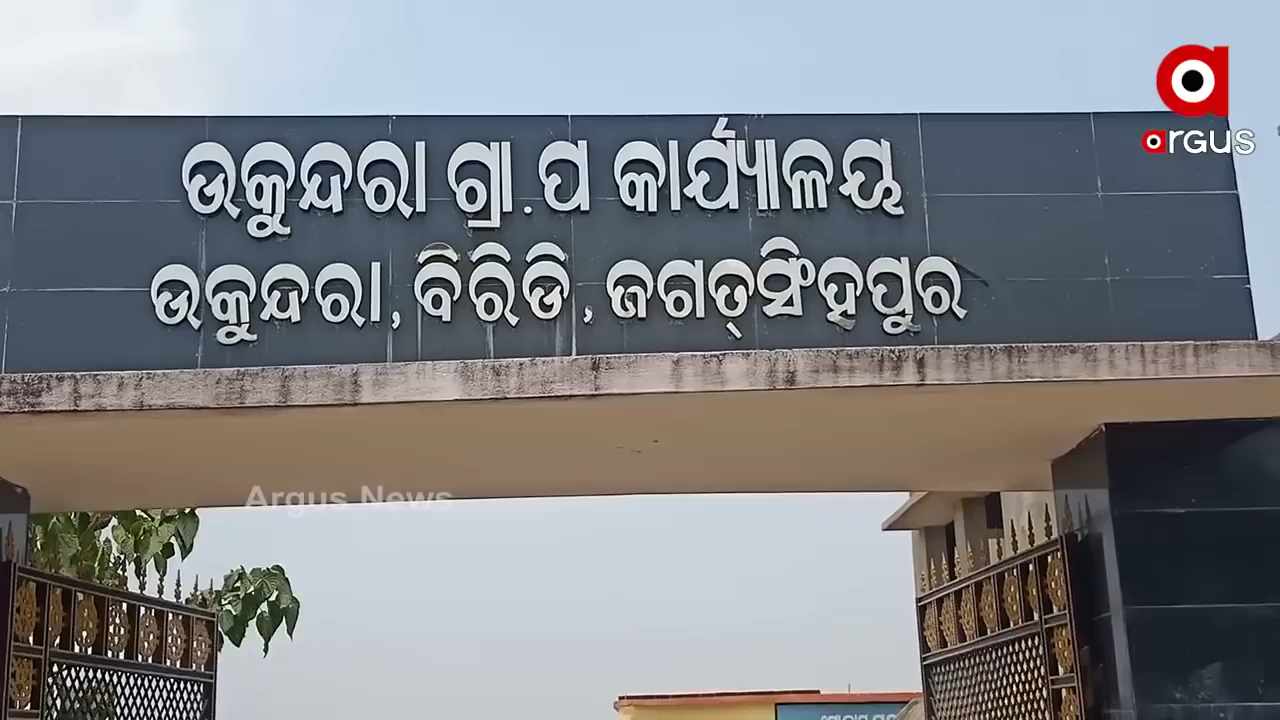 ଉକୁନ୍ଦରା ଗ୍ରା.ପ କାର୍ଯ୍ୟାଳୟ
ଉକୁନ୍ଦରା, ବିରିଡି, ଜଗତ୍‌ସିଂହପୁର
argus
Argus News